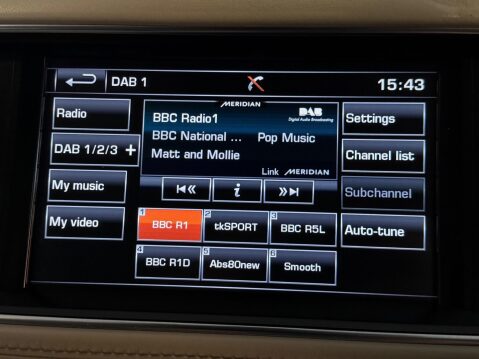 DAB 1
15:43
Radio
DAB 1/2/3 +
My music
My video
MERIDIAN
BBC Radio1
DAB
Digital Audio Broadcasting
BBC National ... Pop Music
Matt and Mollie
Link MERIDIAN
i
Settings
Channel list
Subchannel
Auto-tune
1 BBC R1
2 tkSPORT
3 BBC R5L
4 BBC R1D
5 Abs80new
6 Smooth